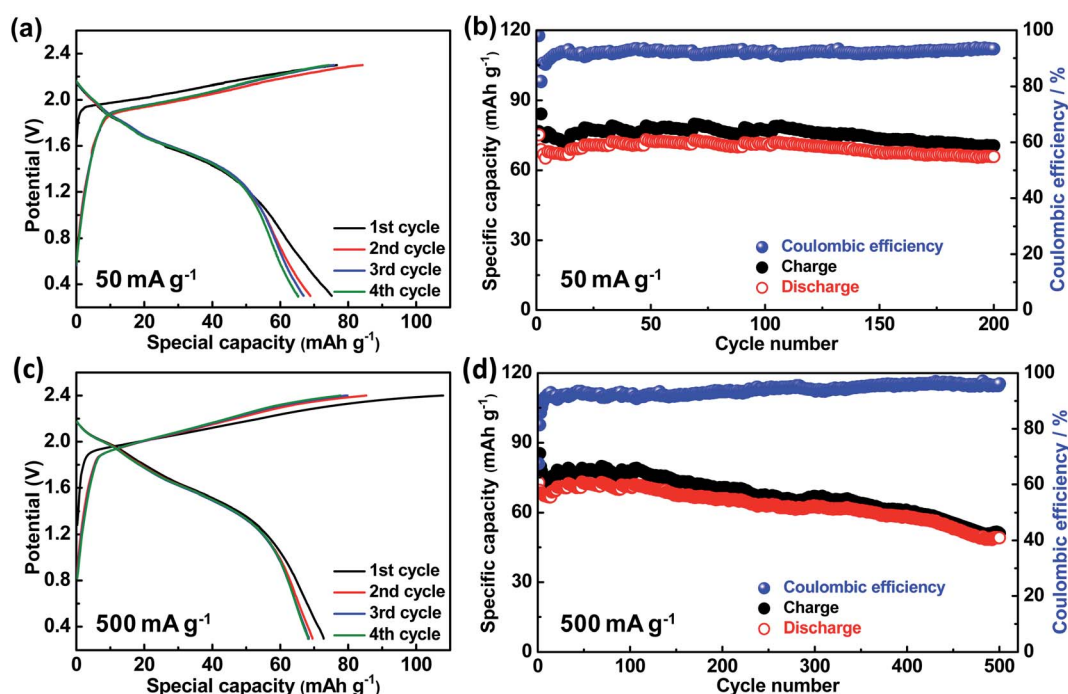 (a)
2.4
2.0
1.6
1.2
0.8
0.4
Potential (V)
1st cycle
2nd cycle
3rd cycle
4th cycle
50 mA g⁻¹
0 20 40 60 80 100
Special capacity (mAh g⁻¹)
(b)
120
90
60
30
0
Specific capacity (mAh g⁻¹)
Coulombic efficiency
Charge
Discharge
0 50 100 150 200
Cycle number
100
80
60
40
20
0
Coulombic efficiency / %
(c)
2.4
2.0
1.6
1.2
0.8
0.4
Potential (V)
1st cycle
2nd cycle
3rd cycle
4th cycle
500 mA g⁻¹
0 20 40 60 80 100
Special capacity (mAh g⁻¹)
(d)
120
90
60
30
0
Specific capacity (mAh g⁻¹)
Coulombic efficiency
Charge
Discharge
500 mA g⁻¹
0 100 200 300 400 500
Cycle number
100
80
60
40
20
0
Coulombic efficiency / %